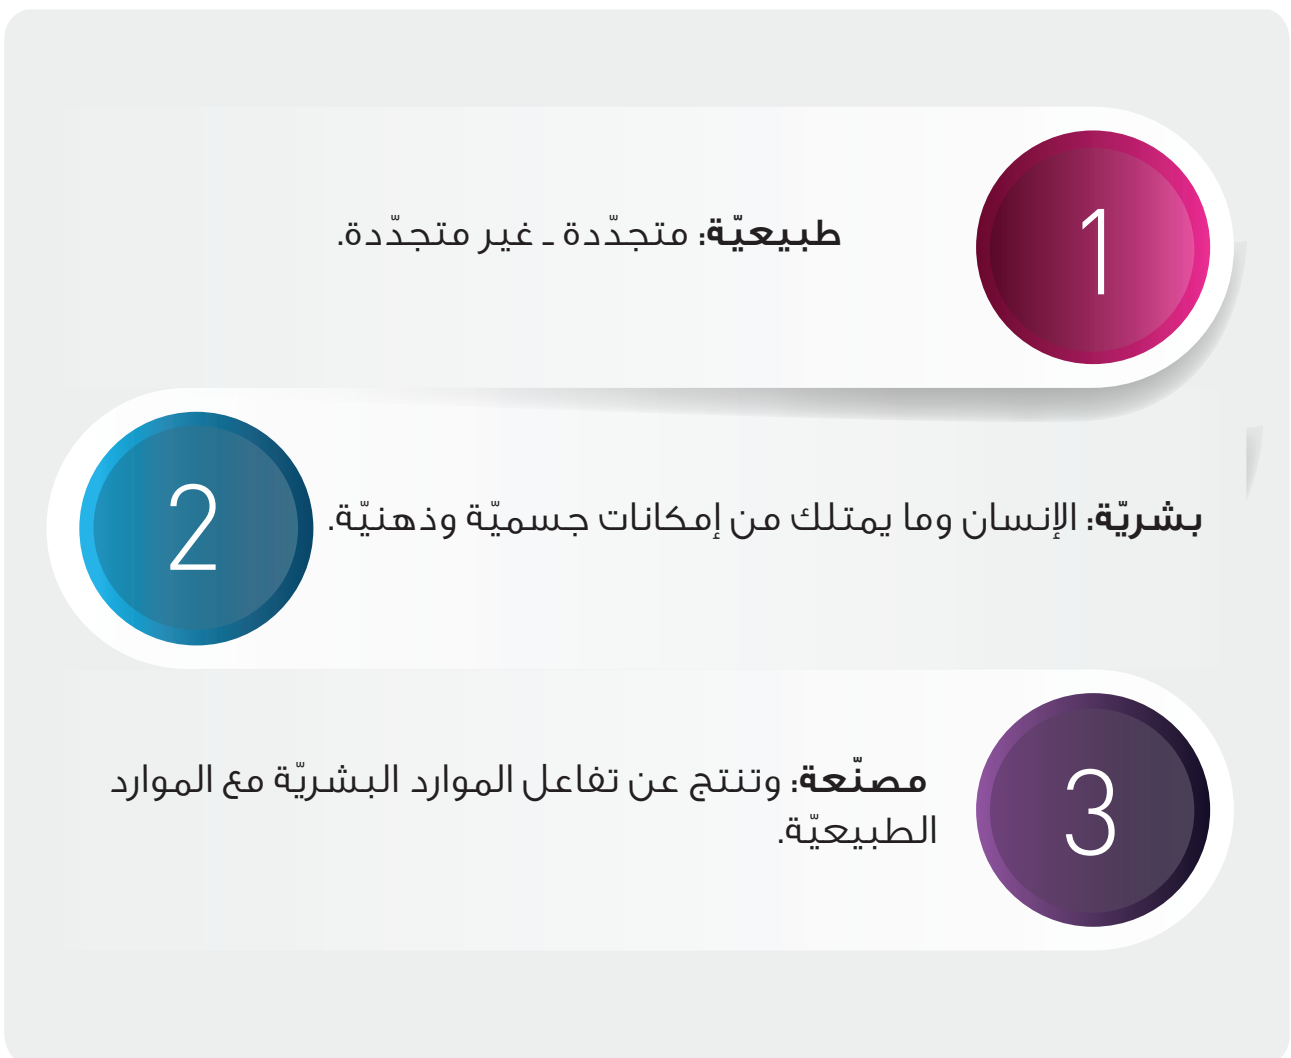 1
طبيعيّة: متجدّدة ـ غير متجدّدة.
2
بشريّة: الإنسان وما يمتلك من إمكانات جسميّة وذهنيّة.
3
مصنّعة: وتنتج عن تفاعل الموارد البشريّة مع الموارد
الطبيعيّة.